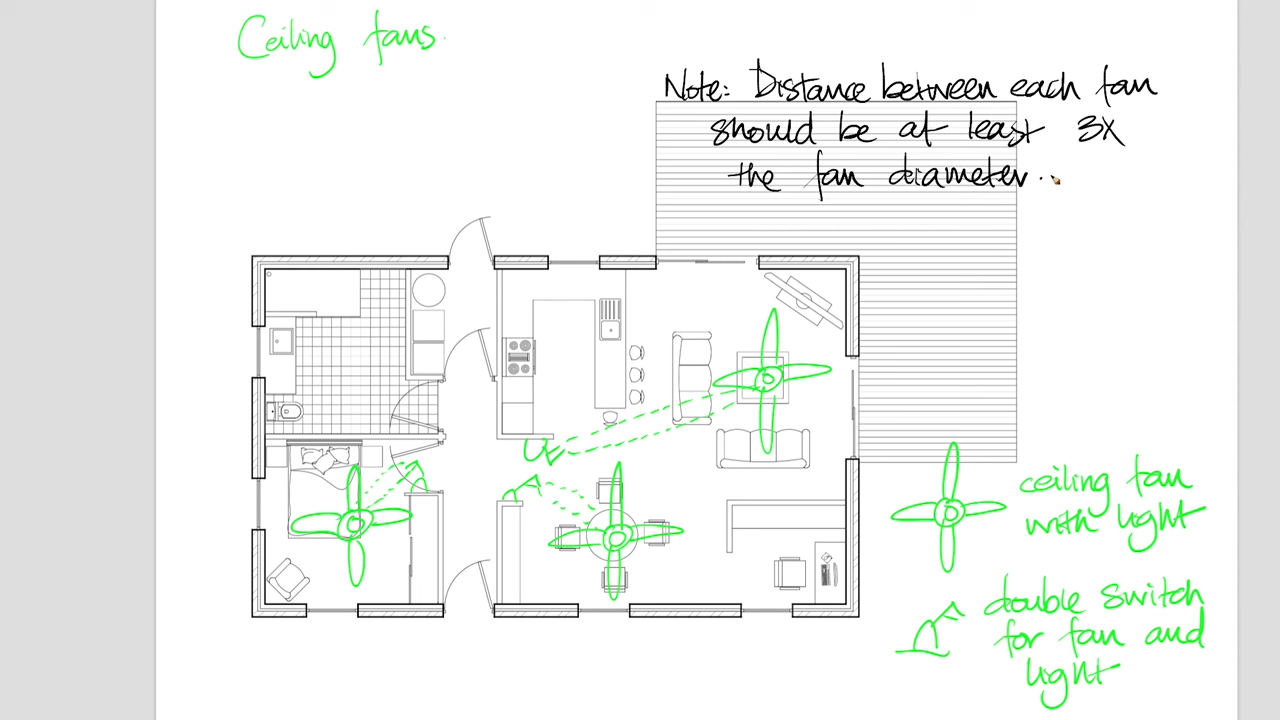 Ceiling fans.
Note: Distance between each fan
should be at least 3X
the fan diameter..
ceiling fan
with light
double switch
for fan and
light